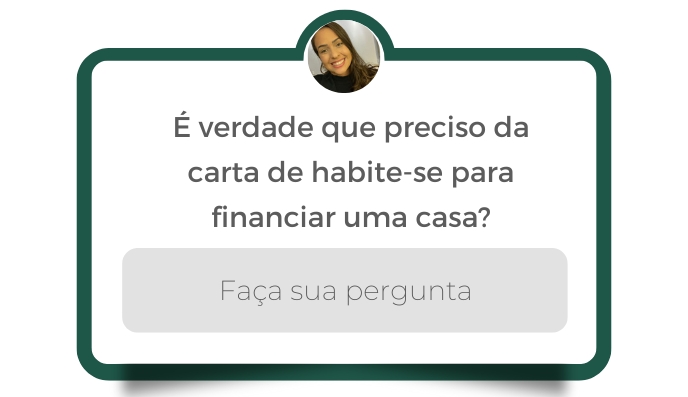 É verdade que preciso da
carta de habite-se para
financiar uma casa?
Faça sua pergunta